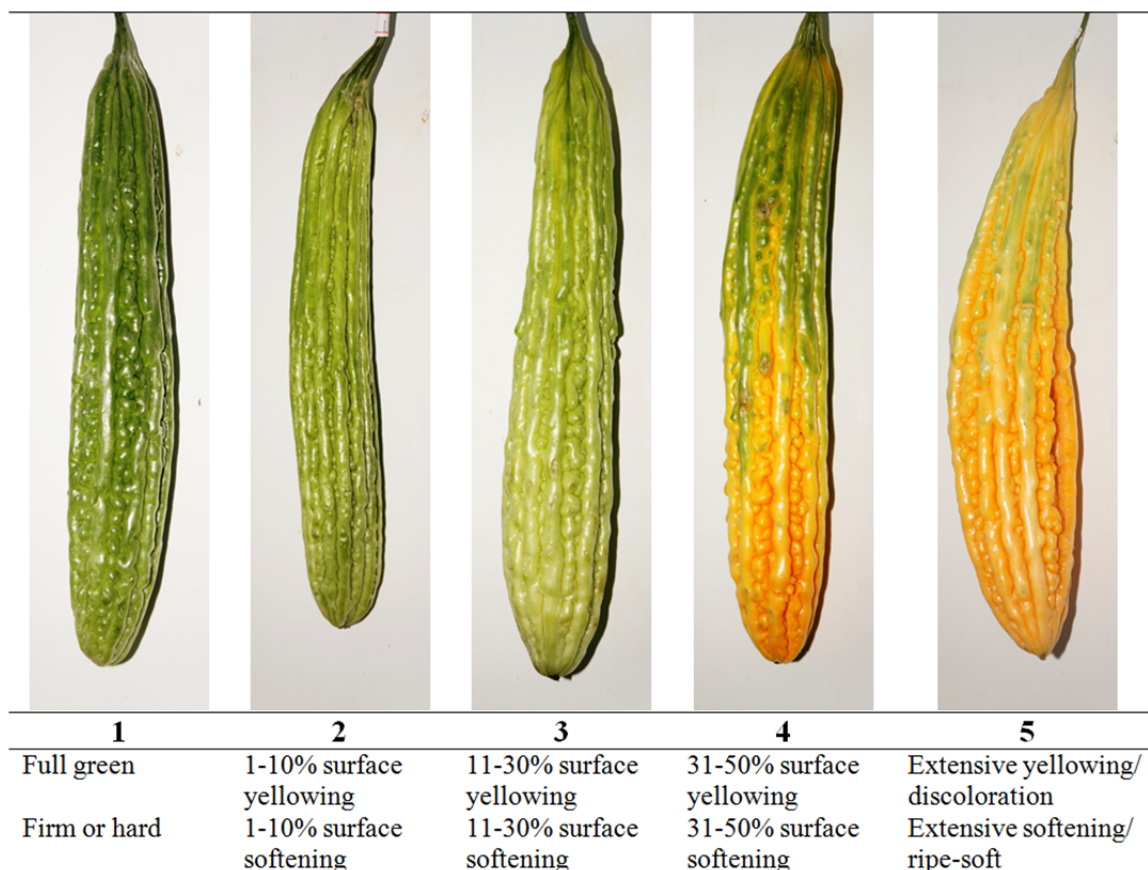 1 2 3 4 5
Full green 1-10% surface 11-30% surface 31-50% surface Extensive yellowing/
yellowing yellowing yellowing discoloration
Firm or hard 1-10% surface 11-30% surface 31-50% surface Extensive softening/
softening softening softening ripe-soft